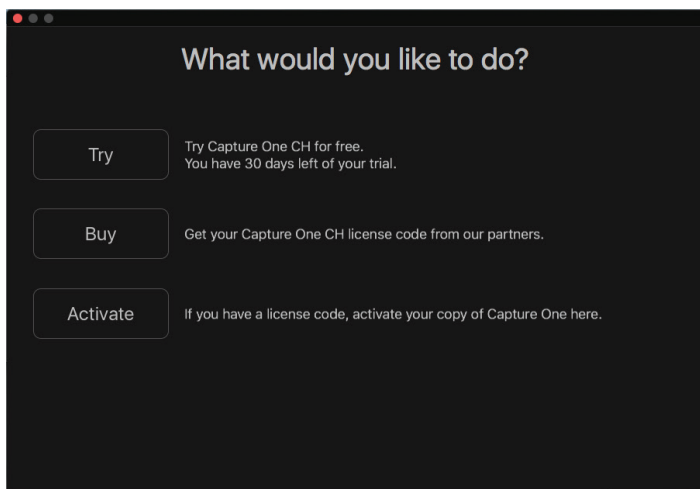 What would you like to do?
Try
Try Capture One CH for free.
You have 30 days left of your trial.
Buy
Get your Capture One CH license code from our partners.
Activate
If you have a license code, activate your copy of Capture One here.